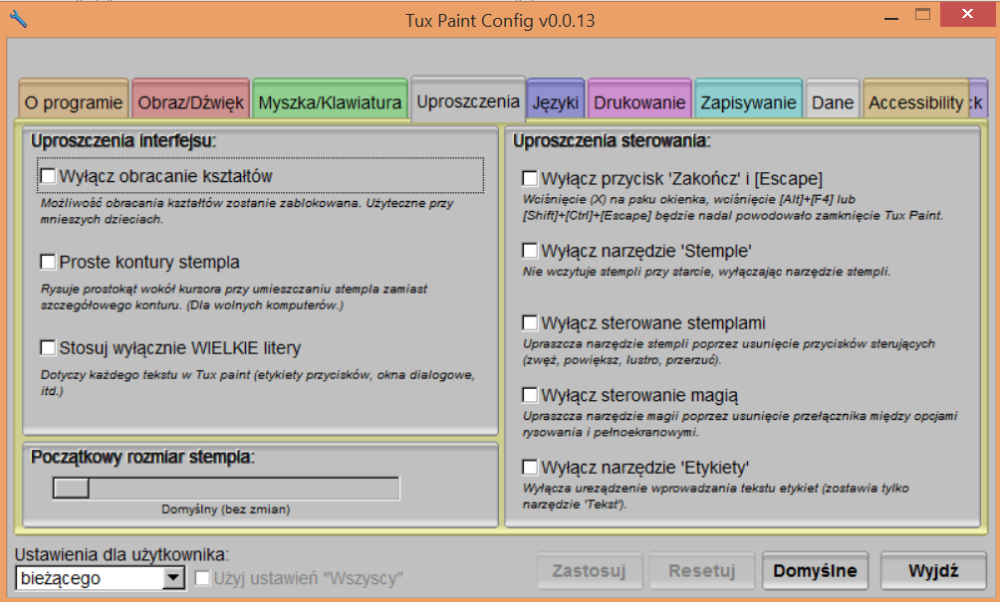 Tux Paint Config v0.0.13
O programie Obraz/Dźwięk Myszka/Klawiatura Uproszczenia Języki Drukowanie Zapisywanie Dane Accessibility :k
Uproszczenia interfejsu:
Wyłącz obracanie kształtów
Możliwość obracania kształtów zostanie zablokowana. Użyteczne przy
mnieszych dzieciach.
Proste kontury stempla
Rysuje prostokąt wokół kursora przy umieszczaniu stempla zamiast
szczegółowego konturu. (Dla wolnych komputerów.)
Stosuj wyłącznie WIELKIE litery
Dotyczy każdego tekstu w Tux paint (etykiety przycisków, okna dialogowe,
itd.)
Początkowy rozmiar stempla:
Domyślny (bez zmian)
Uproszczenia sterowania:
Wyłącz przycisk 'Zakończ' i [Escape]
Wciśnięcie (X) na psku okienka, wciśnięcie [Alt]+[F4] lub
[Shift]+[Ctrl]+[Escape] będzie nadal powodowało zamknięcie Tux Paint.
Wyłącz narzędzie 'Stemple'
Nie wczytuje stempli przy starcie, wyłączając narzędzie stempli.
Wyłącz sterowane stemplami
Upraszcza narzędzie stempli poprzez usunięcie przycisków sterujących
(zwęż, powiększ, lustro, przerzuć).
Wyłącz sterowanie magią
Upraszcza narzędzie magii poprzez usunięcie przełącznika między opcjami
rysowania i pełnoekranowymi.
Wyłącz narzędzie 'Etykiety'
Wyłącza ureządzenie wprowadzania tekstu etykiet (zostawia tylko
narzędzie 'Tekst').
Ustawienia dla użytkownika:
bieżącego Użyj ustawień "Wszyscy" Zastosuj Resetuj Domyślne Wyjdź